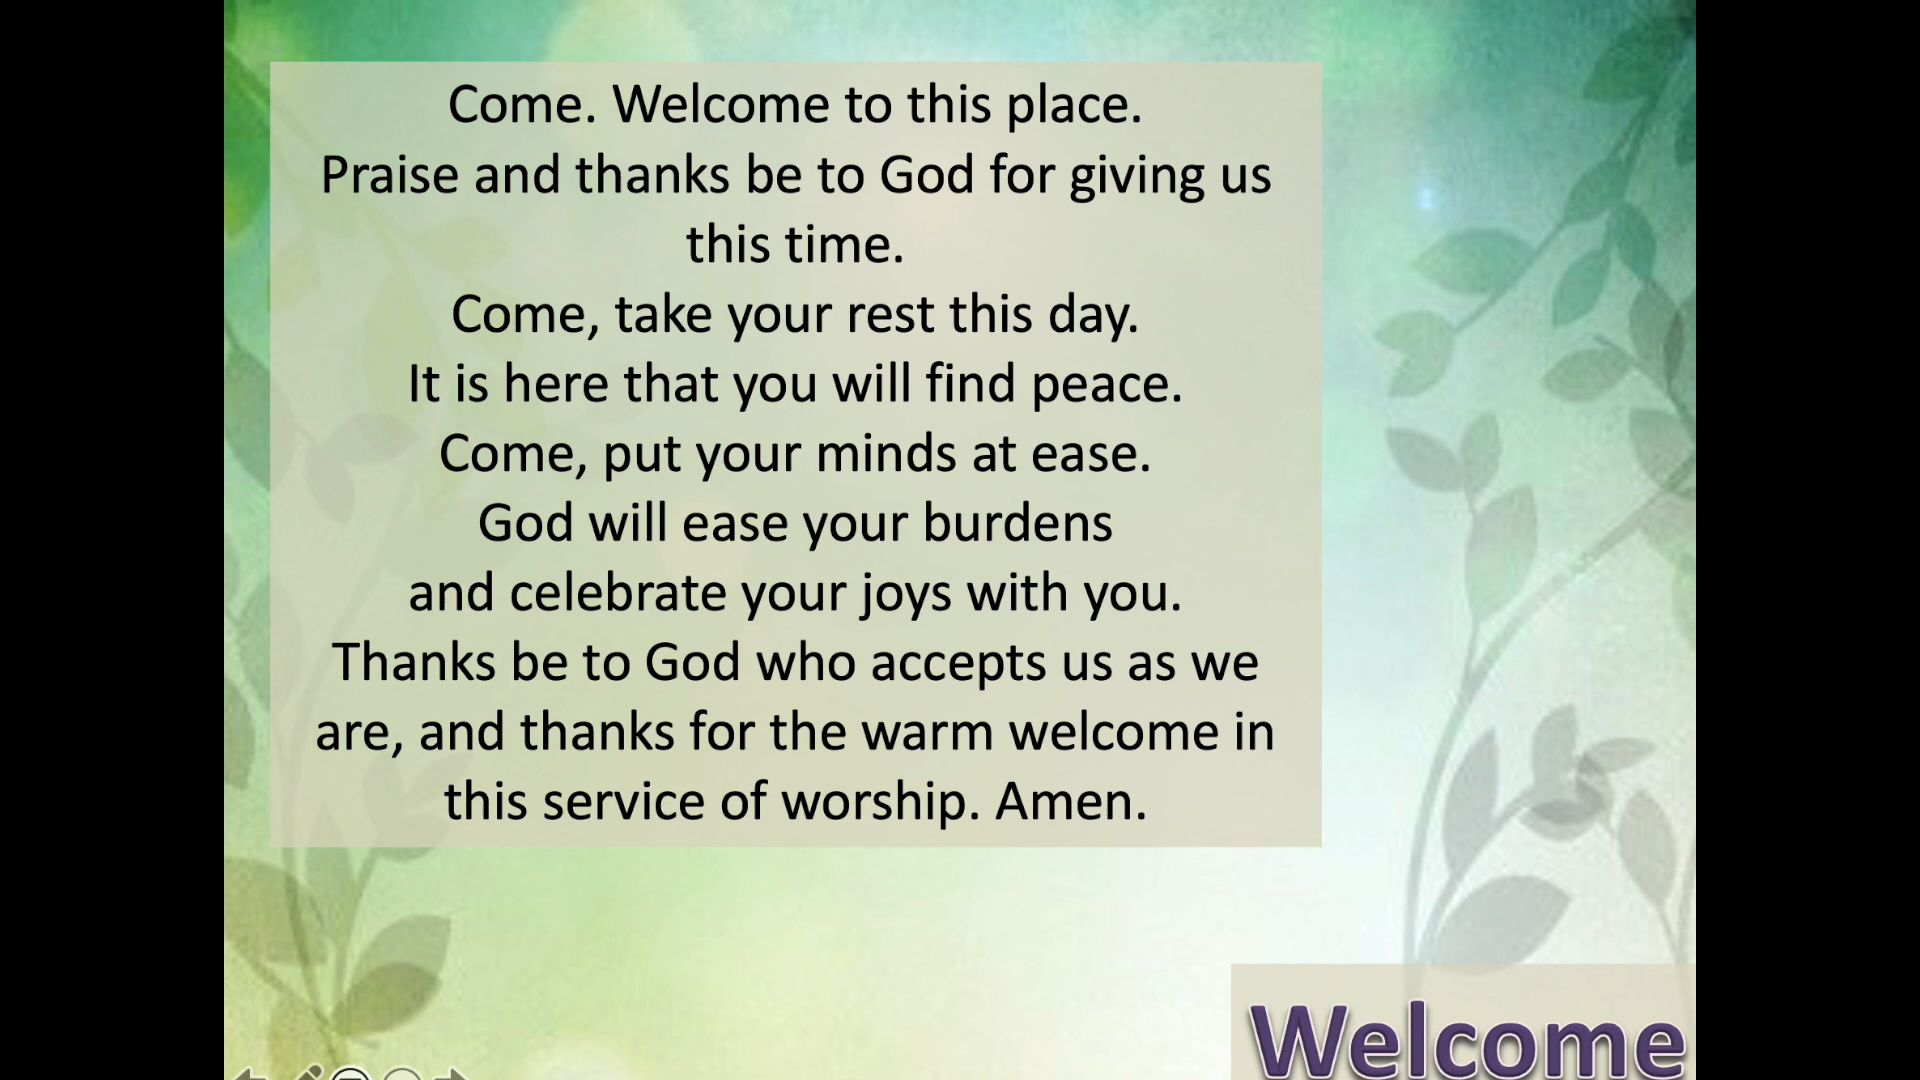 Come. Welcome to this place.
Praise and thanks be to God for giving us
this time.
Come, take your rest this day.
It is here that you will find peace.
Come, put your minds at ease.
God will ease your burdens
and celebrate your joys with you.
Thanks be to God who accepts us as we
are, and thanks for the warm welcome in
this service of worship. Amen.
Welcome